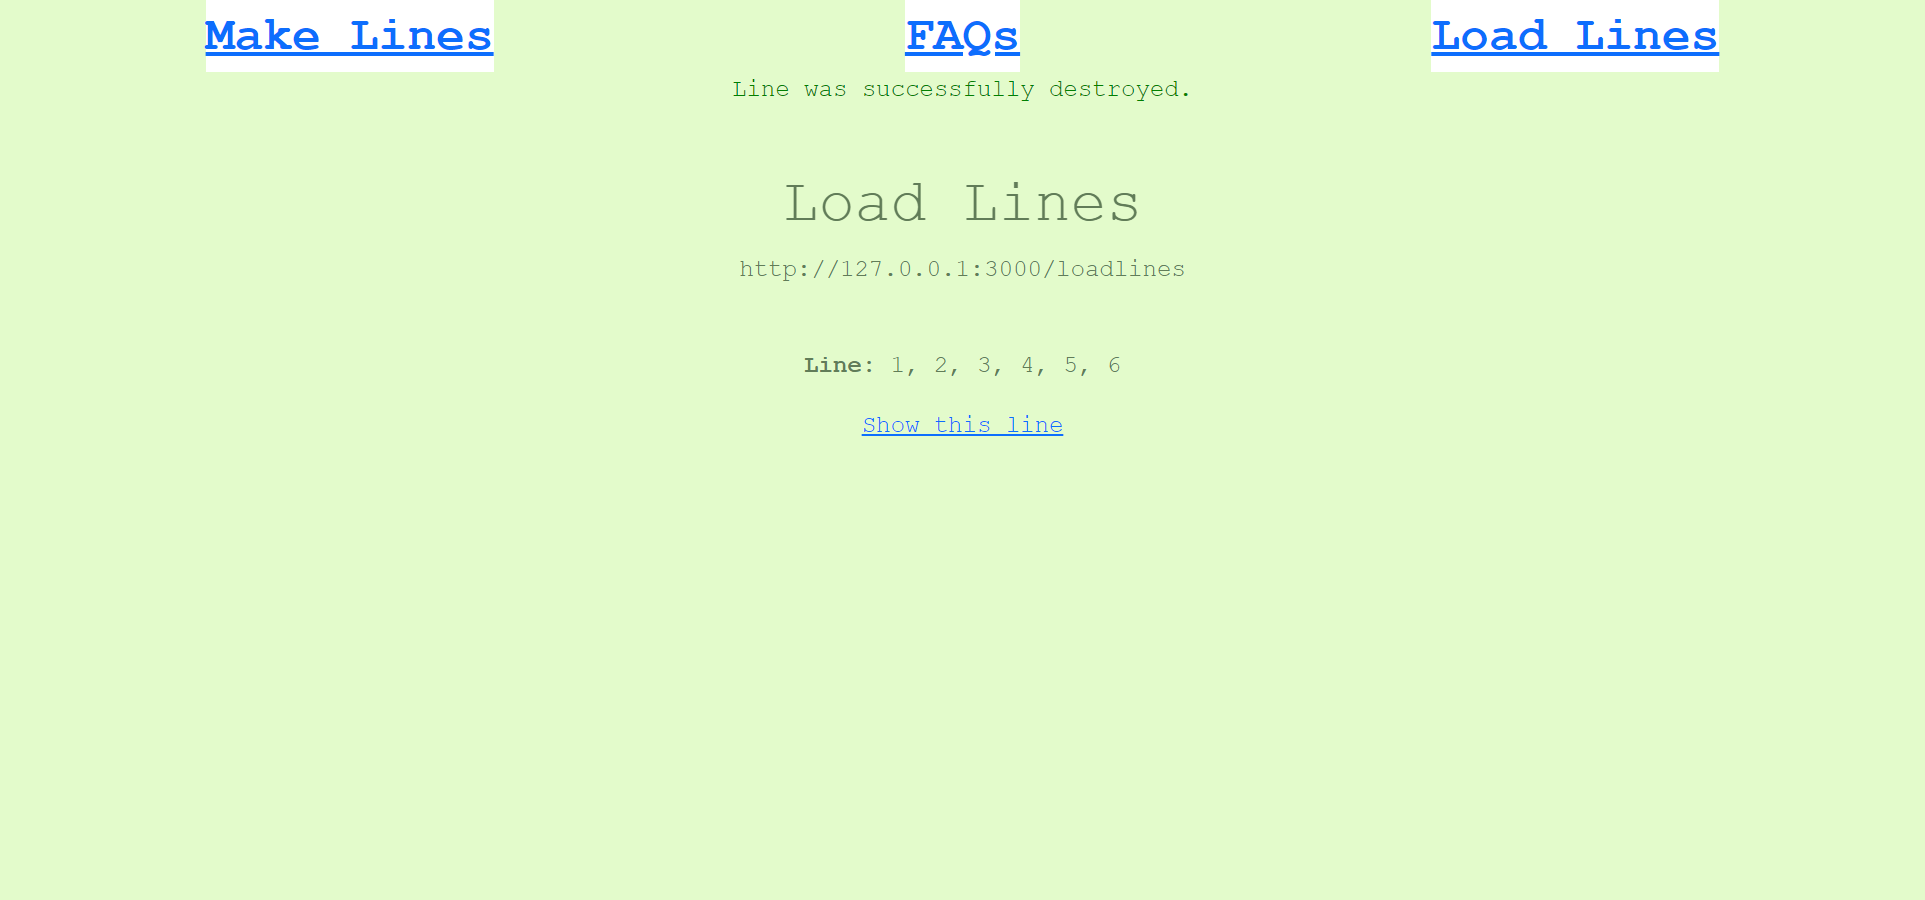 Make Lines FAQs Load Lines
Line was successfully destroyed.
Load Lines
http://127.0.0.1:3000/loadlines
Line: 1, 2, 3, 4, 5, 6
Show this line